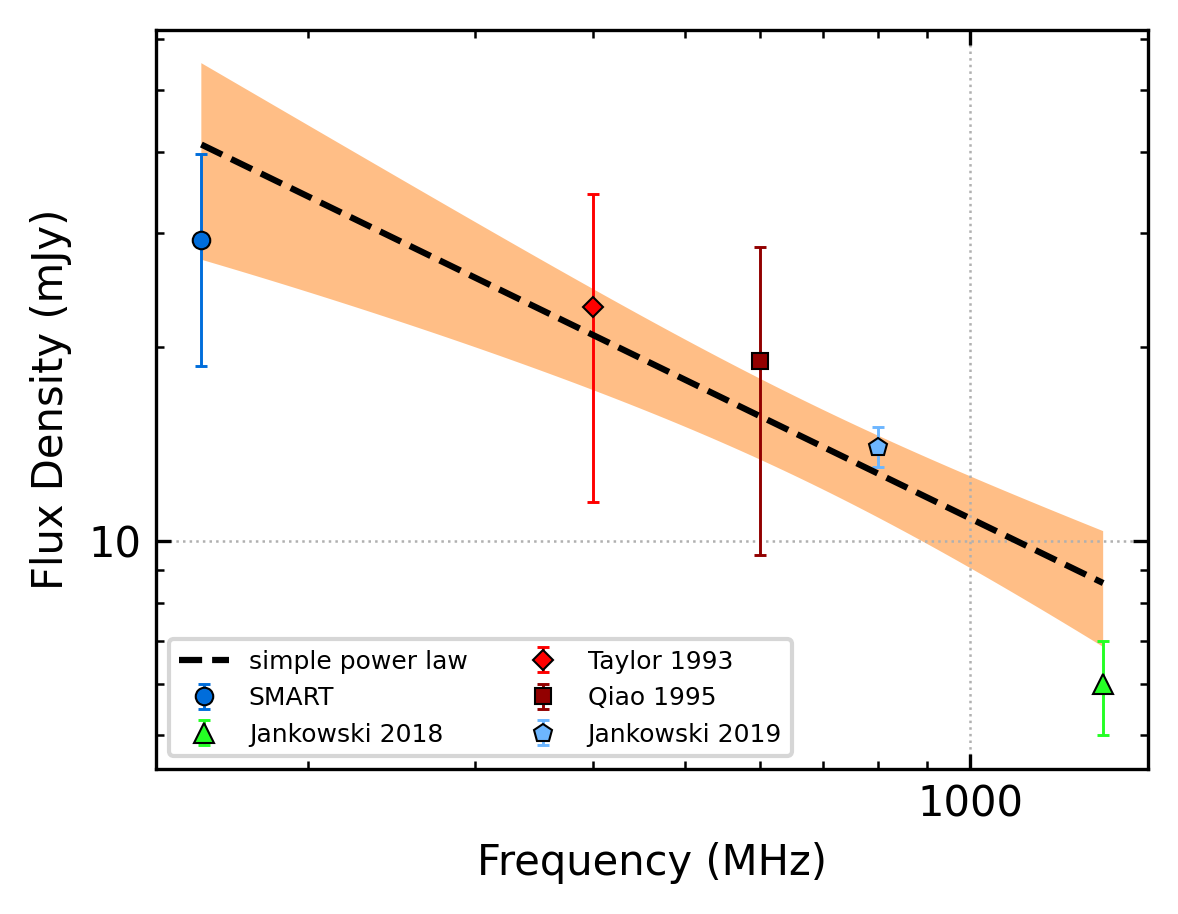 Flux Density (mJy)
10
simple power law
SMART
Jankowski 2018
Taylor 1993
Qiao 1995
Jankowski 2019
1000
Frequency (MHz)